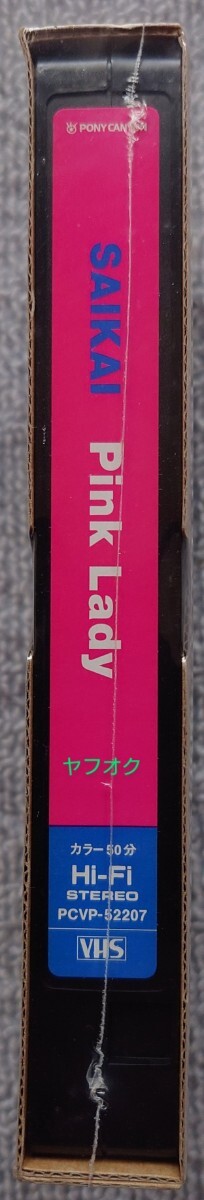 PONY CANYON
SAIKAI
Pink Lady
ヤフオク
カラー50分
Hi-Fi
STEREO
PCVP-52207
VHS